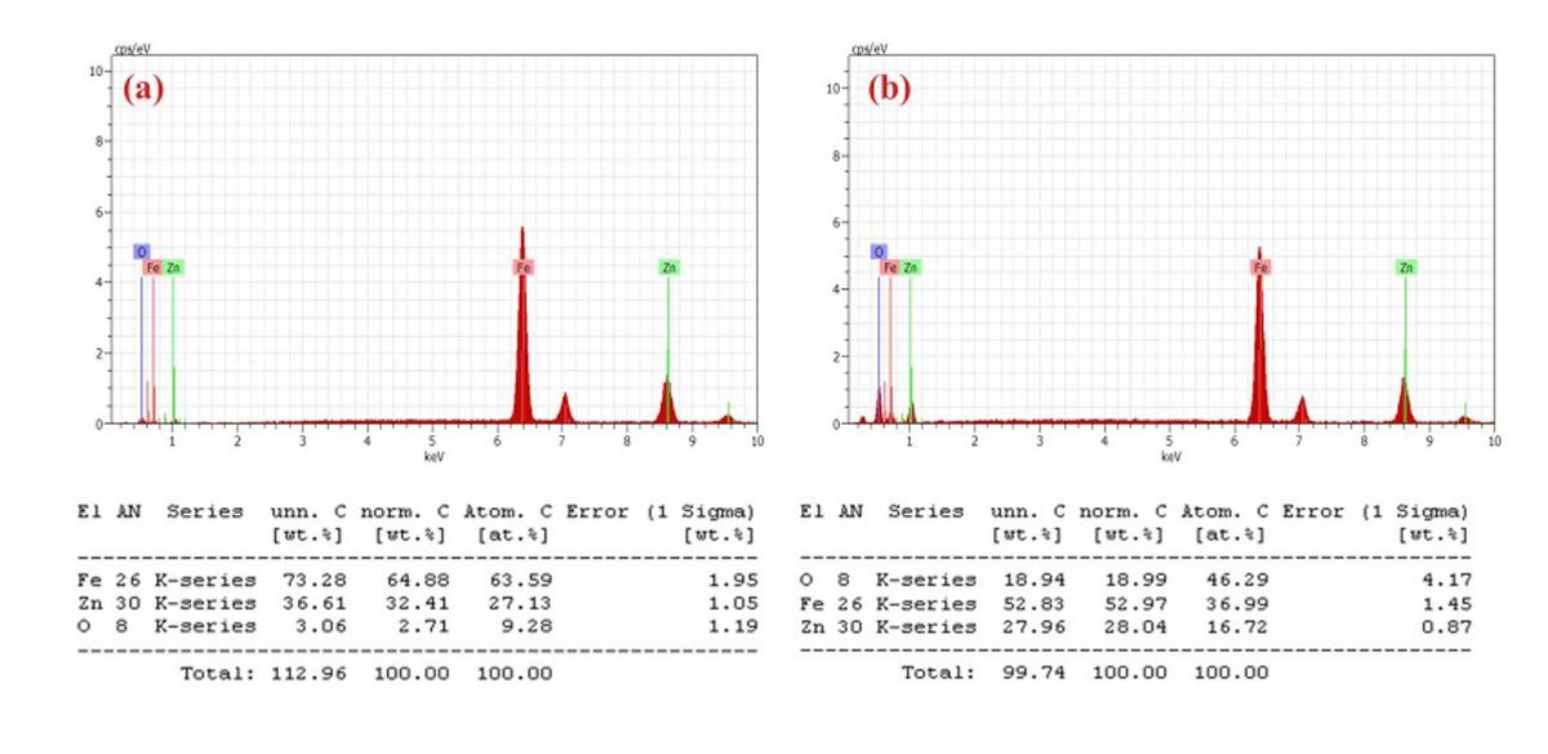 cps/eV
(a)
10
8
6
4
2
0
O
Fe Zn
Fe
Zn
1 2 3 4 5 6 7 8 9 10
keV
El AN Series unn. C norm. C Atom. C Error (1 Sigma)
[wt.%] [wt.%] [at.%] [wt.%]
Fe 26 K-series 73.28 64.88 63.59 1.95
Zn 30 K-series 36.61 32.41 27.13 1.05
O 8 K-series 3.06 2.71 9.28 1.19
Total: 112.96 100.00 100.00
cps/eV
(b)
10
8
6
4
2
0
O
Fe Zn
Fe
Zn
1 2 3 4 5 6 7 8 9 10
keV
El AN Series unn. C norm. C Atom. C Error (1 Sigma)
[wt.%] [wt.%] [at.%] [wt.%]
O 8 K-series 18.94 18.99 46.29 4.17
Fe 26 K-series 52.83 52.97 36.99 1.45
Zn 30 K-series 27.96 28.04 16.72 0.87
Total: 99.74 100.00 100.00